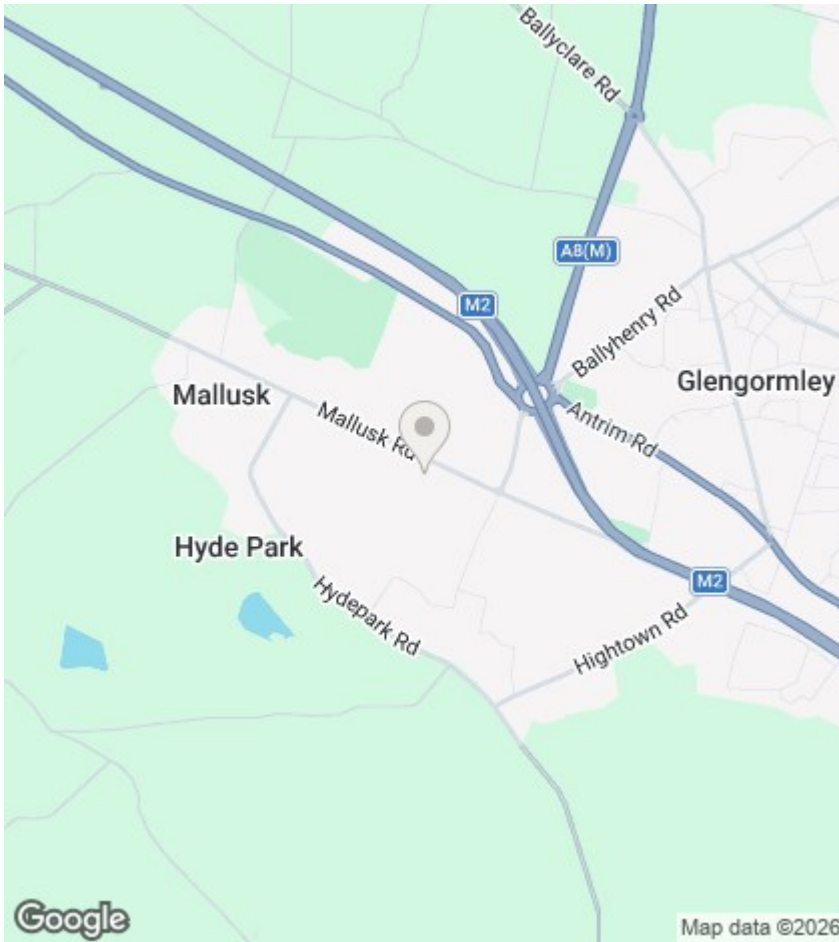 Ballyclare Rd
A8(M)
M2
Ballyhenry Rd
Mallusk
Glengormley
Mallusk Rd
Antrim Rd
Hyde Park
M2
Hydepark Rd
Hightown Rd
Google
Map data ©2026